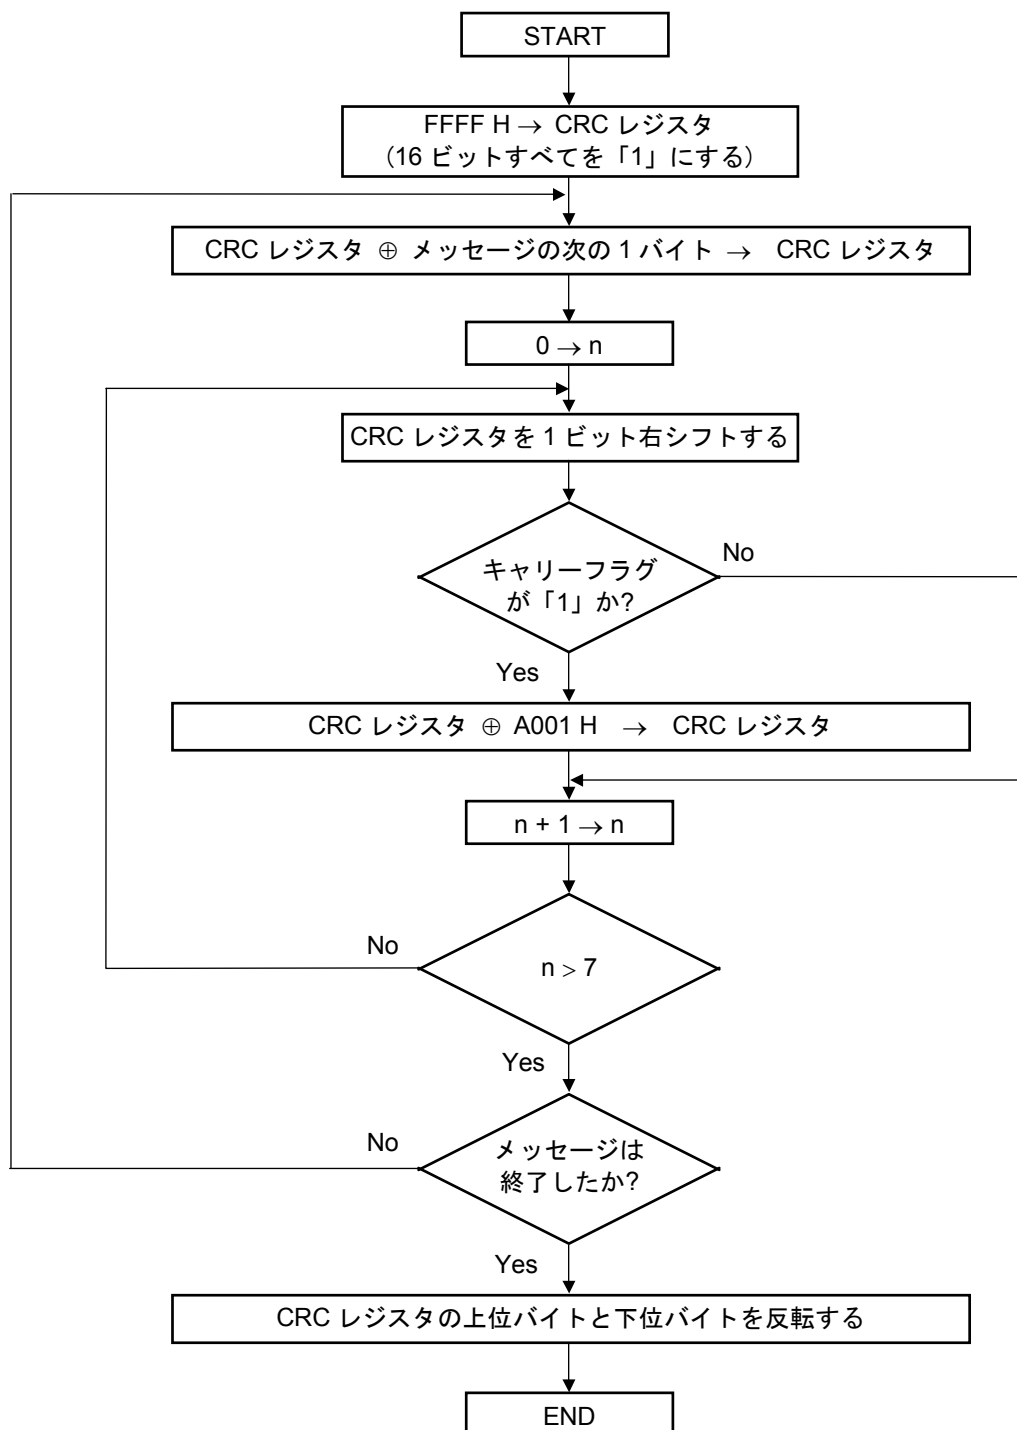 START
FFFF H → CRC レジスタ
(16 ビットすべてを「1」にする)
CRC レジスタ ⊕ メッセージの次の 1 バイト → CRC レジスタ
0 → n
CRC レジスタを 1 ビット右シフトする
No
キャリーフラグ
が「1」か?
Yes
CRC レジスタ ⊕ A001 H → CRC レジスタ
n + 1 → n
No
n > 7
Yes
No
メッセージは
終了したか?
Yes
CRC レジスタの上位バイトと下位バイトを反転する
END